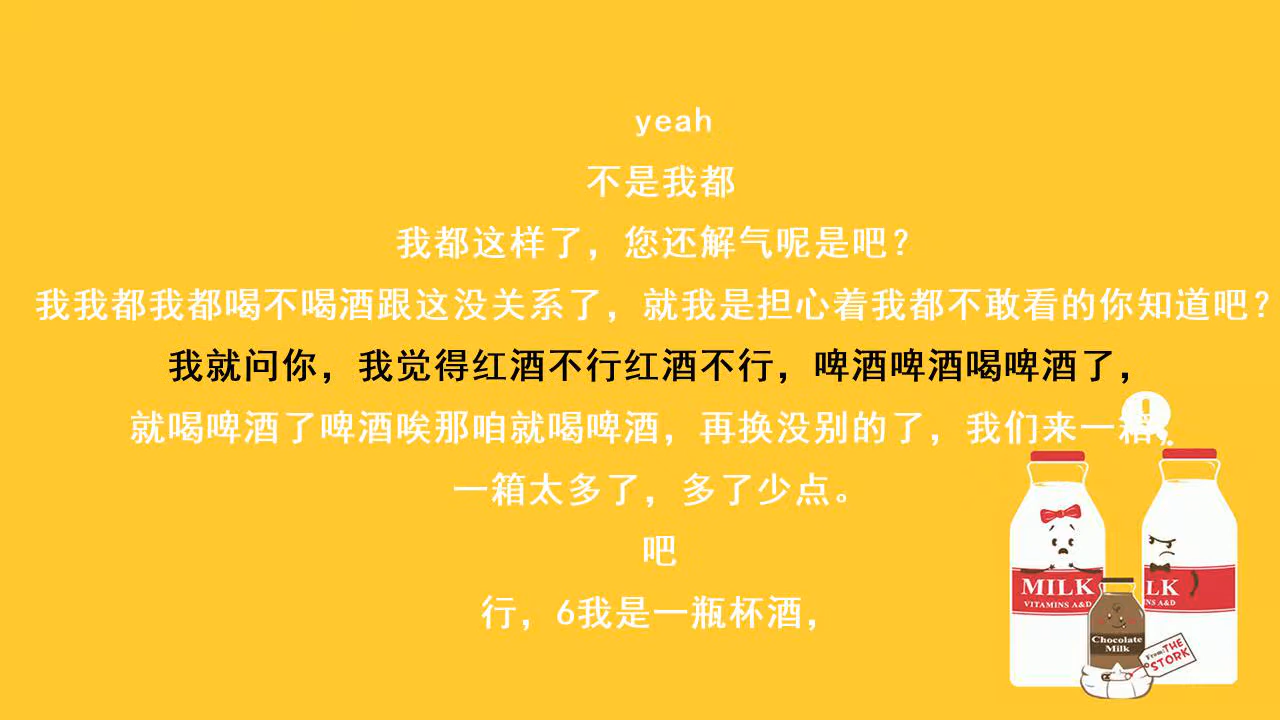 yeah
不是我都
我都这样了，您还解气呢是吧？
我我都我都喝不喝酒跟这没关系了，就我是担心着我都不敢看的你知道吧？
我就问你，我觉得红酒不行红酒不行，啤酒啤酒喝啤酒了，
就喝啤酒了啤酒唉那咱就喝啤酒，再换没别的了，我们来一箱，
一箱太多了，多了少点。
吧
行，6我是一瓶杯酒，
!
MILK
VITAMINS A&D
LK
NS A&D
Chocolate
Milk
From: THE
STORK